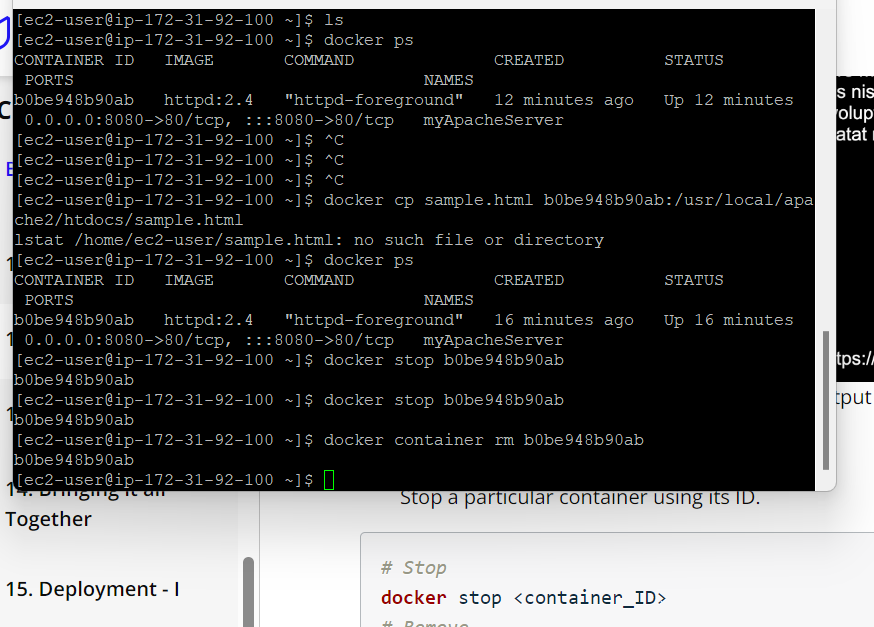 [ec2-user@ip-172-31-92-100 ~]$ ls
[ec2-user@ip-172-31-92-100 ~]$ docker ps
CONTAINER ID   IMAGE       COMMAND              CREATED          STATUS
 PORTS                                   NAMES
b0be948b90ab   httpd:2.4   "httpd-foreground"   12 minutes ago   Up 12 minutes
 0.0.0.0:8080->80/tcp, :::8080->80/tcp   myApacheServer
[ec2-user@ip-172-31-92-100 ~]$ ^C
[ec2-user@ip-172-31-92-100 ~]$ ^C
[ec2-user@ip-172-31-92-100 ~]$ ^C
[ec2-user@ip-172-31-92-100 ~]$ docker cp sample.html b0be948b90ab:/usr/local/apa
che2/htdocs/sample.html
lstat /home/ec2-user/sample.html: no such file or directory
[ec2-user@ip-172-31-92-100 ~]$ docker ps
CONTAINER ID   IMAGE       COMMAND              CREATED          STATUS
 PORTS                                   NAMES
b0be948b90ab   httpd:2.4   "httpd-foreground"   16 minutes ago   Up 16 minutes
 0.0.0.0:8080->80/tcp, :::8080->80/tcp   myApacheServer
[ec2-user@ip-172-31-92-100 ~]$ docker stop b0be948b90ab
b0be948b90ab
[ec2-user@ip-172-31-92-100 ~]$ docker stop b0be948b90ab
b0be948b90ab
[ec2-user@ip-172-31-92-100 ~]$ docker container rm b0be948b90ab
b0be948b90ab
[ec2-user@ip-172-31-92-100 ~]$
s nis
olup
atat
tps://
tput
14. Bringing it all
Together
15. Deployment - I
Stop a particular container using its ID.
# Stop
docker stop <container_ID>
# Remove